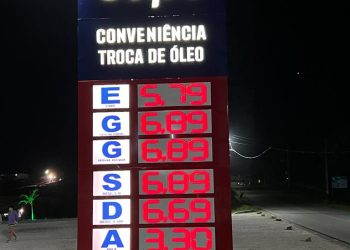 CONVENIÊNCIA
TROCA DE ÓLEO
E 5,79
G 6,89
G 6,89
S 6,89
D 6,69
A 3,30